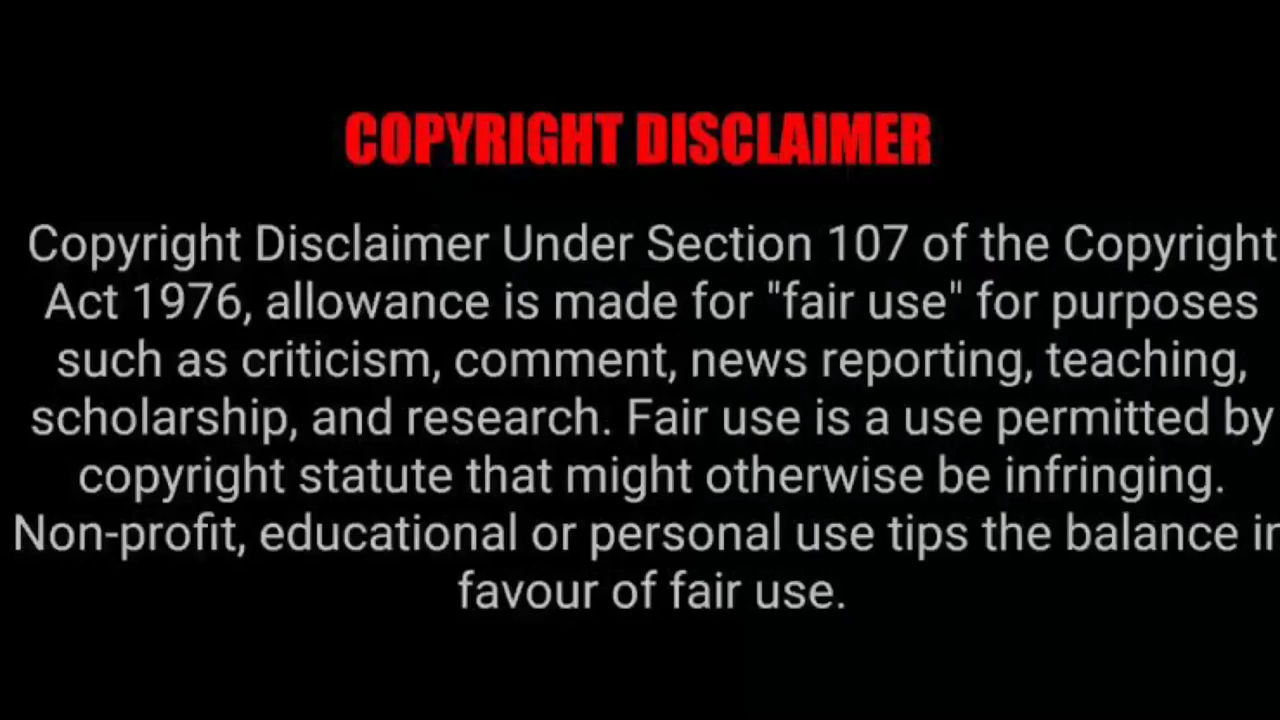 COPYRIGHT DISCLAIMER
Copyright Disclaimer Under Section 107 of the Copyright
Act 1976, allowance is made for "fair use" for purposes
such as criticism, comment, news reporting, teaching,
scholarship, and research. Fair use is a use permitted by
copyright statute that might otherwise be infringing.
Non-profit, educational or personal use tips the balance in
favour of fair use.